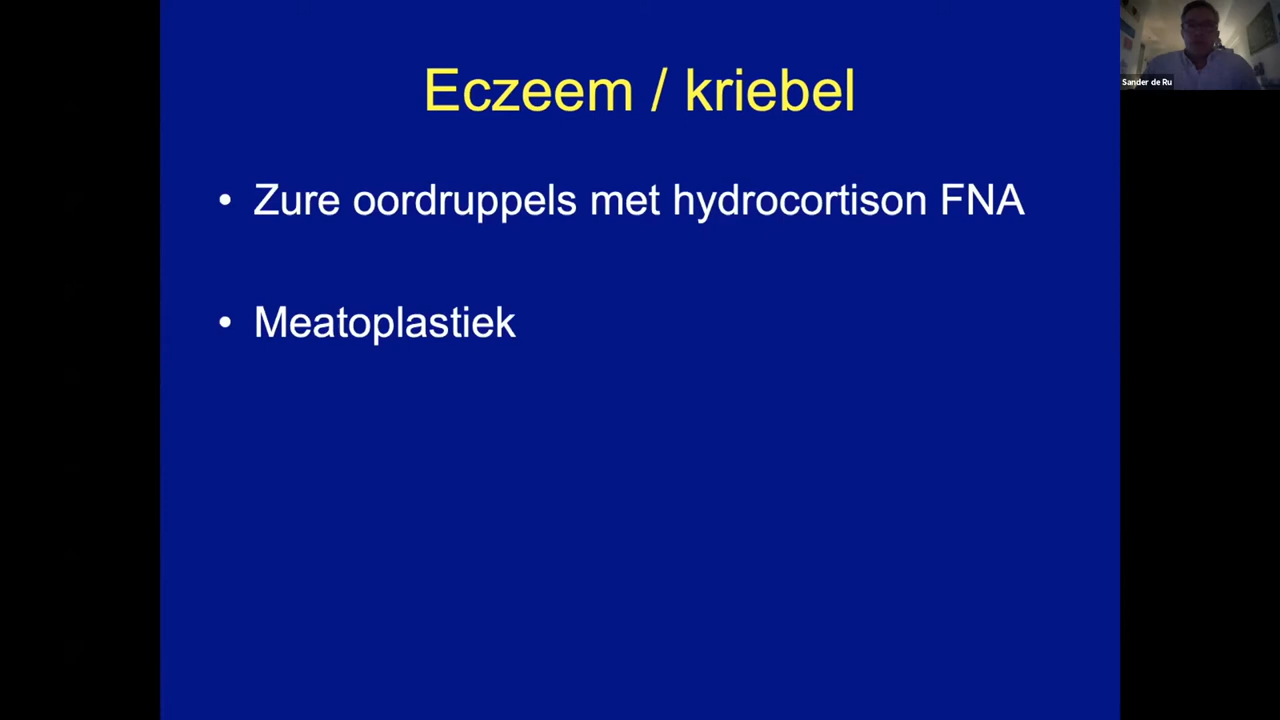 Eczeem / kriebel
• Zure oordruppels met hydrocortison FNA
• Meatoplastiek
Sander de Ru